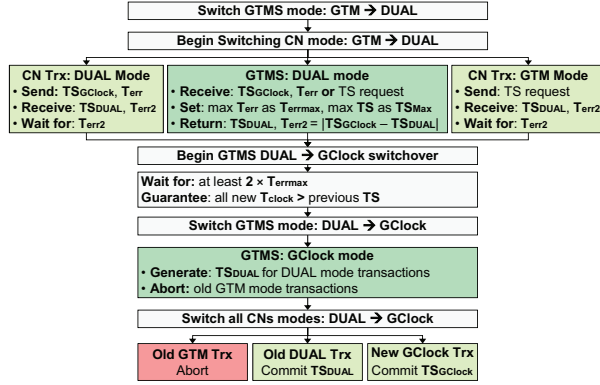 Switch GTMS mode: GTM → DUAL
Begin Switching CN mode: GTM → DUAL
CN Trx: DUAL Mode
• Send: TSGClock, Terr
• Receive: TSDUAL, Terr2
• Wait for: Terr2
GTMS: DUAL mode
• Receive: TSGClock, Terr or TS request
• Set: max Terr as Terrmax, max TS as TSMax
• Return: TSDUAL, Terr2 = |TSGClock – TSDUAL|
CN Trx: GTM Mode
• Send: TS request
• Receive: TSDUAL, Terr2
• Wait for: Terr2
Begin GTMS DUAL → GClock switchover
Wait for: at least 2 × Terrmax
Guarantee: all new Tclock > previous TS
Switch GTMS mode: DUAL → GClock
GTMS: GClock mode
• Generate: TSDUAL for DUAL mode transactions
• Abort: old GTM mode transactions
Switch all CNs modes: DUAL → GClock
Old GTM Trx
Abort
Old DUAL Trx
Commit TSDUAL
New GClock Trx
Commit TSGClock